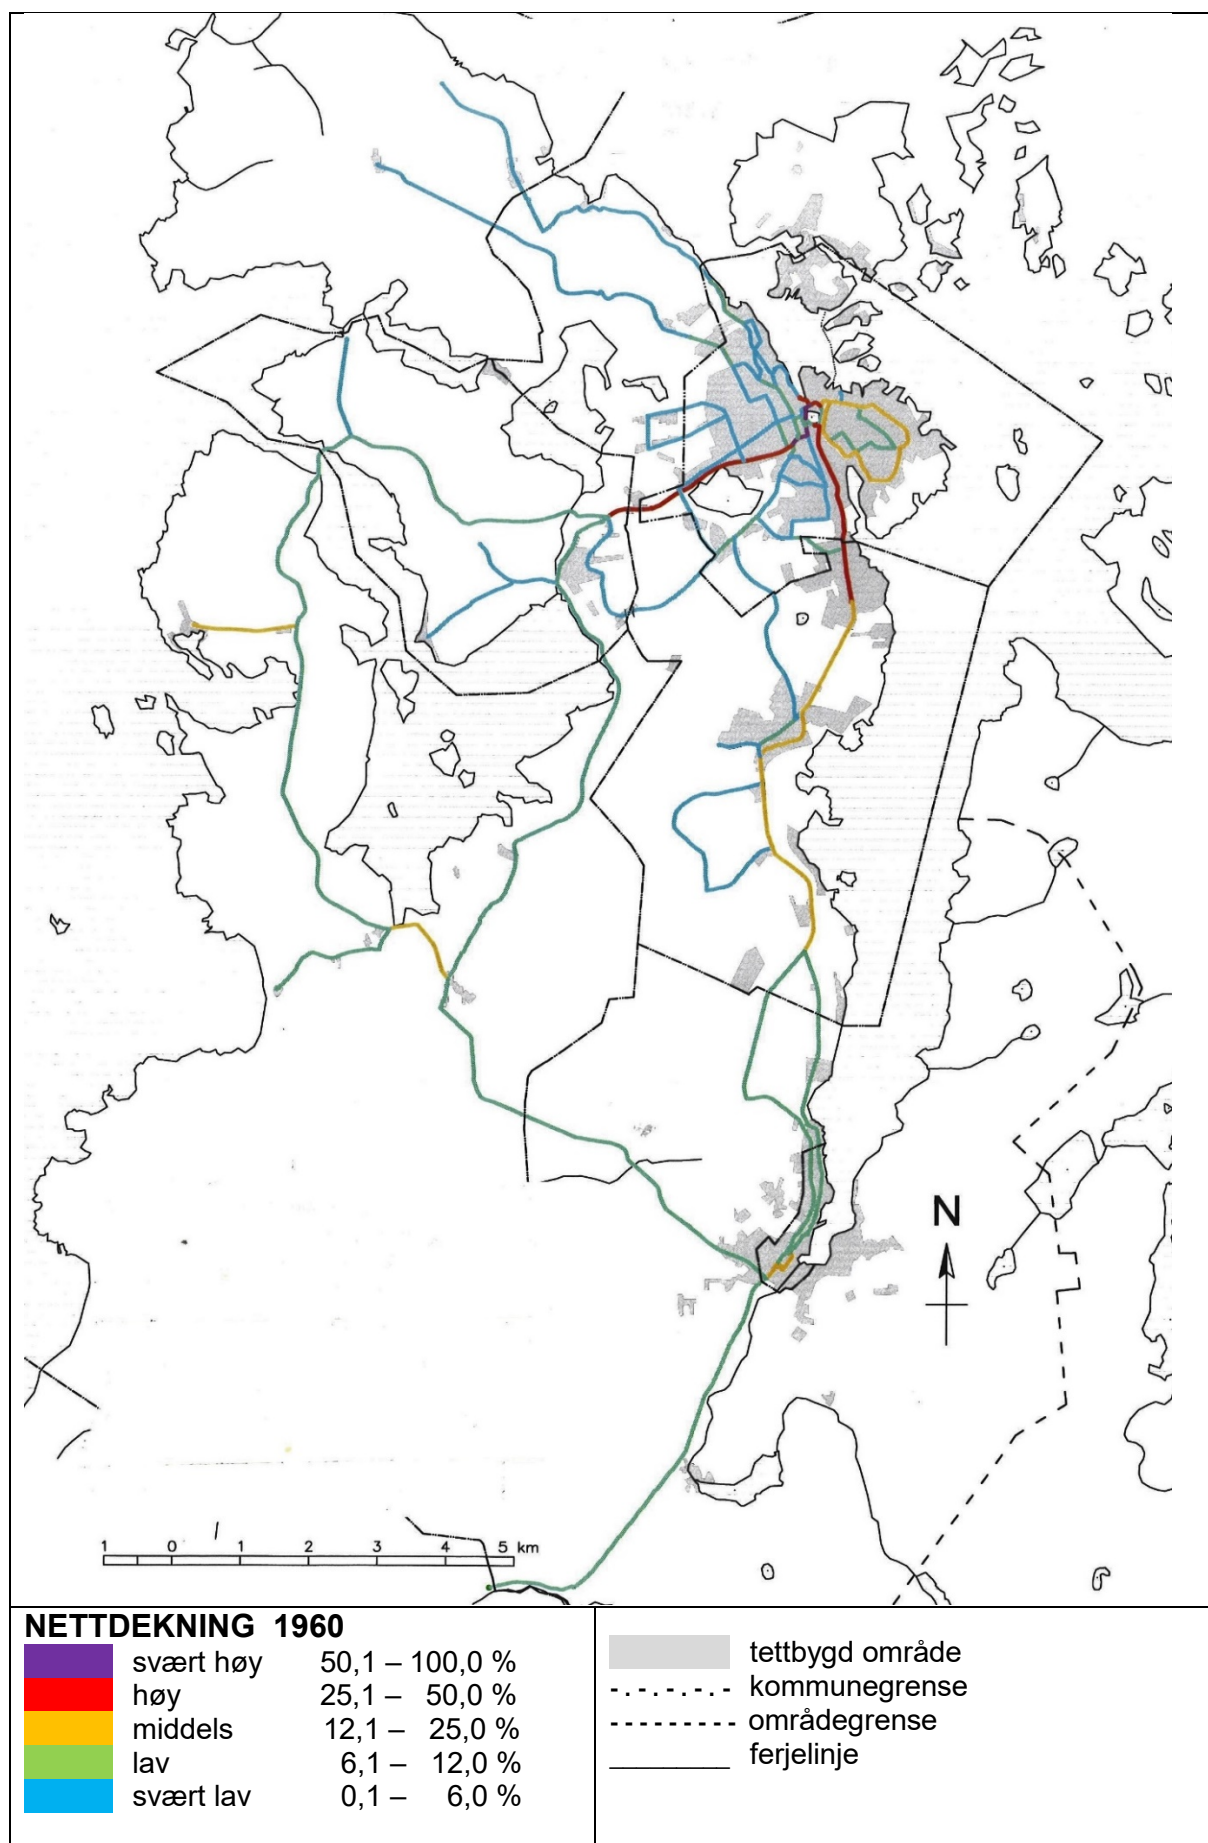 N
1 0 1 2 3 4 5 km
NETTDEKNING 1960
svært høy 50,1 – 100,0 %
høy 25,1 – 50,0 %
middels 12,1 – 25,0 %
lav 6,1 – 12,0 %
svært lav 0,1 – 6,0 %
tettbygd område
kommunegrense
områdegrense
ferjelinje